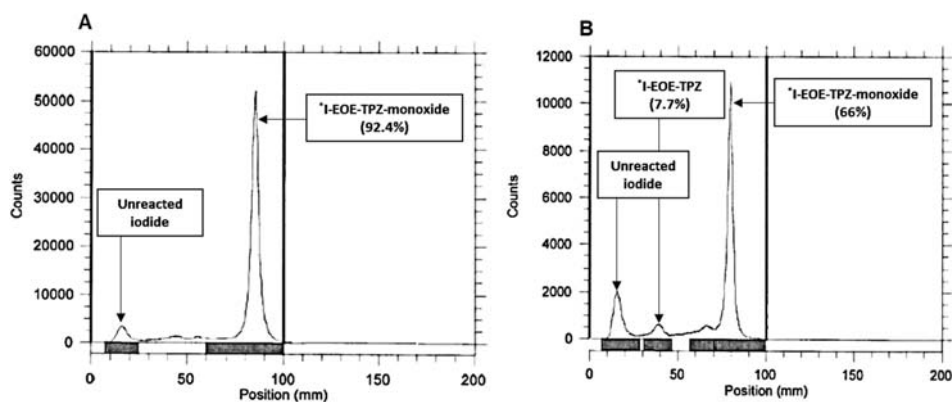 A
60000
50000
40000
30000
20000
10000
0
Counts
*I-EOE-TPZ-monoxide
(92.4%)
Unreacted
iodide
0
50
100
150
200
Position (mm)
B
12000
10000
8000
6000
4000
2000
0
Counts
*I-EOE-TPZ
(7.7%)
*I-EOE-TPZ-monoxide
(66%)
Unreacted
iodide
0
50
100
150
200
Position (mm)